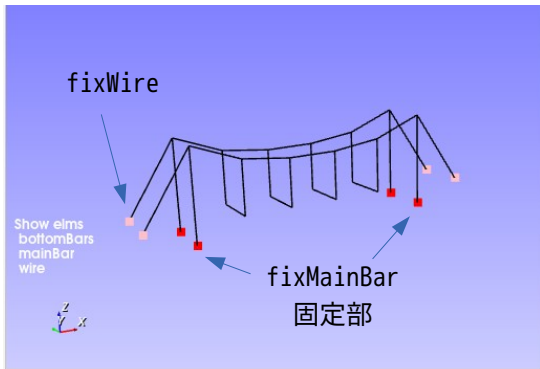 fixWire
Show elms
bottomBars
mainBar
wire
fixMainBar
固定部
Z
Y X